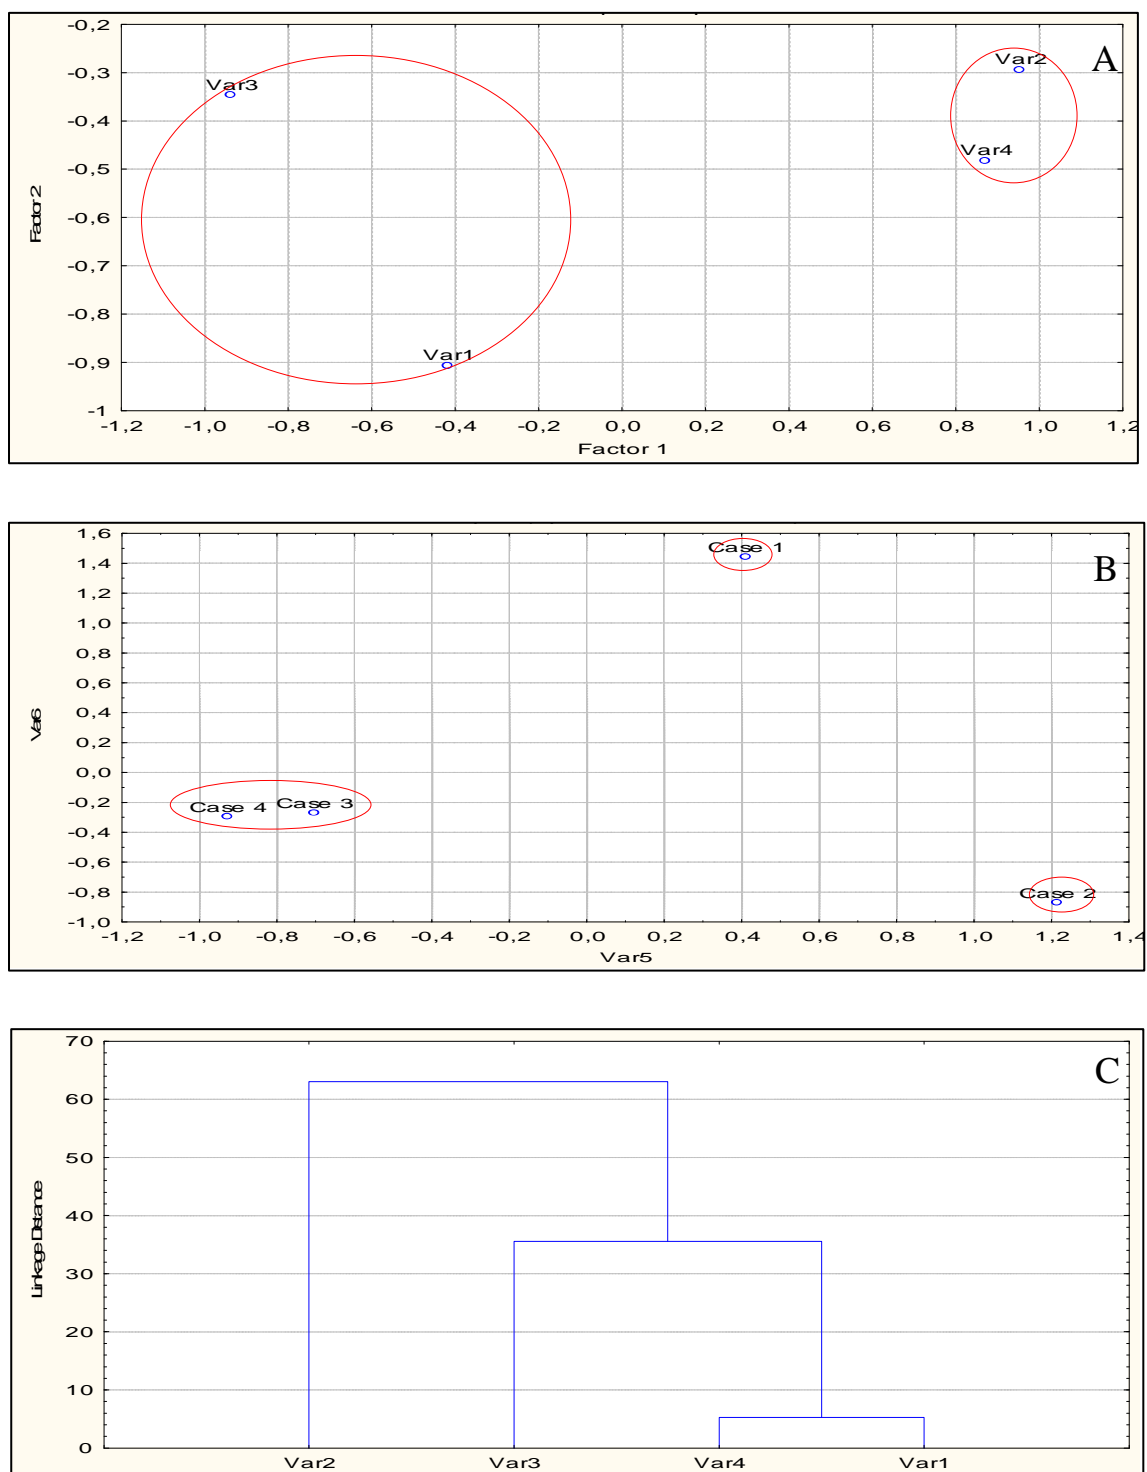 A
-0,2
-0,3
-0,4
-0,5
-0,6
-0,7
-0,8
-0,9
-1
Factor 2
Var3
Var2
Var4
Var1
-1,2 -1,0 -0,8 -0,6 -0,4 -0,2 0,0 0,2 0,4 0,6 0,8 1,0 1,2
Factor 1
B
1,6
1,4
1,2
1,0
0,8
0,6
0,4
0,2
0,0
-0,2
-0,4
-0,6
-0,8
-1,0
Var6
Case 1
Case 4 Case 3
Case 2
-1,2 -1,0 -0,8 -0,6 -0,4 -0,2 0,0 0,2 0,4 0,6 0,8 1,0 1,2 1,4
Var5
C
70
60
50
40
30
20
10
0
Linkage Distance
Var2 Var3 Var4 Var1